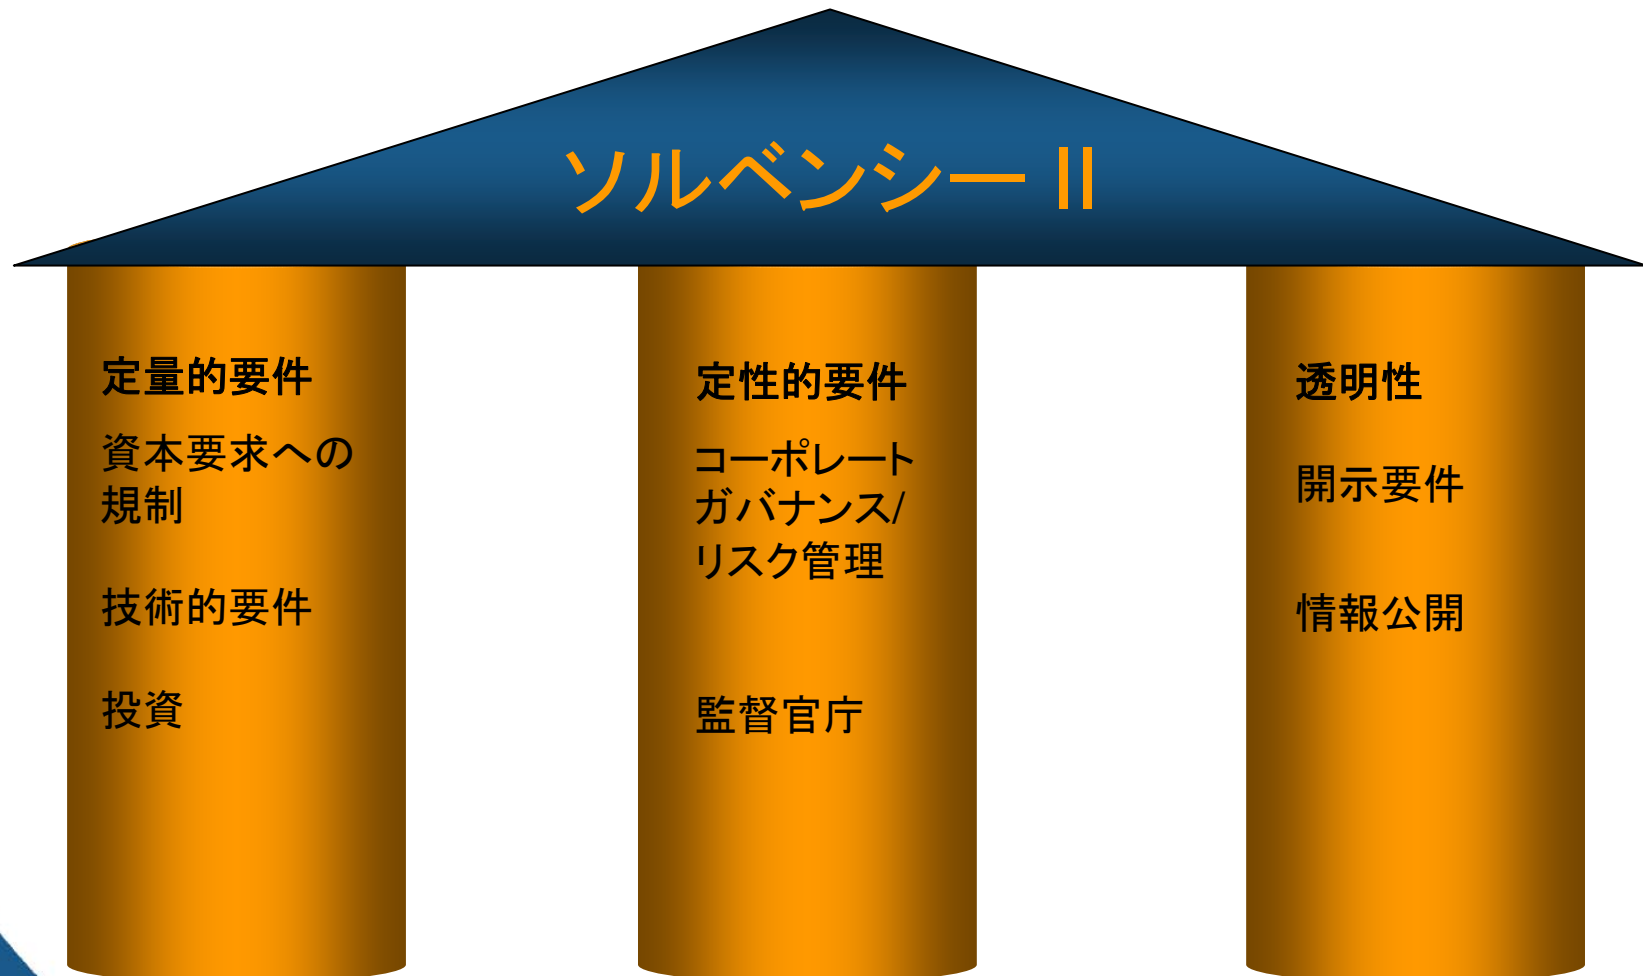 ソルベンシー II
定量的要件
資本要求への
規制
技術的要件
投資
定性的要件
コーポレート
ガバナンス/
リスク管理
監督官庁
透明性
開示要件
情報公開